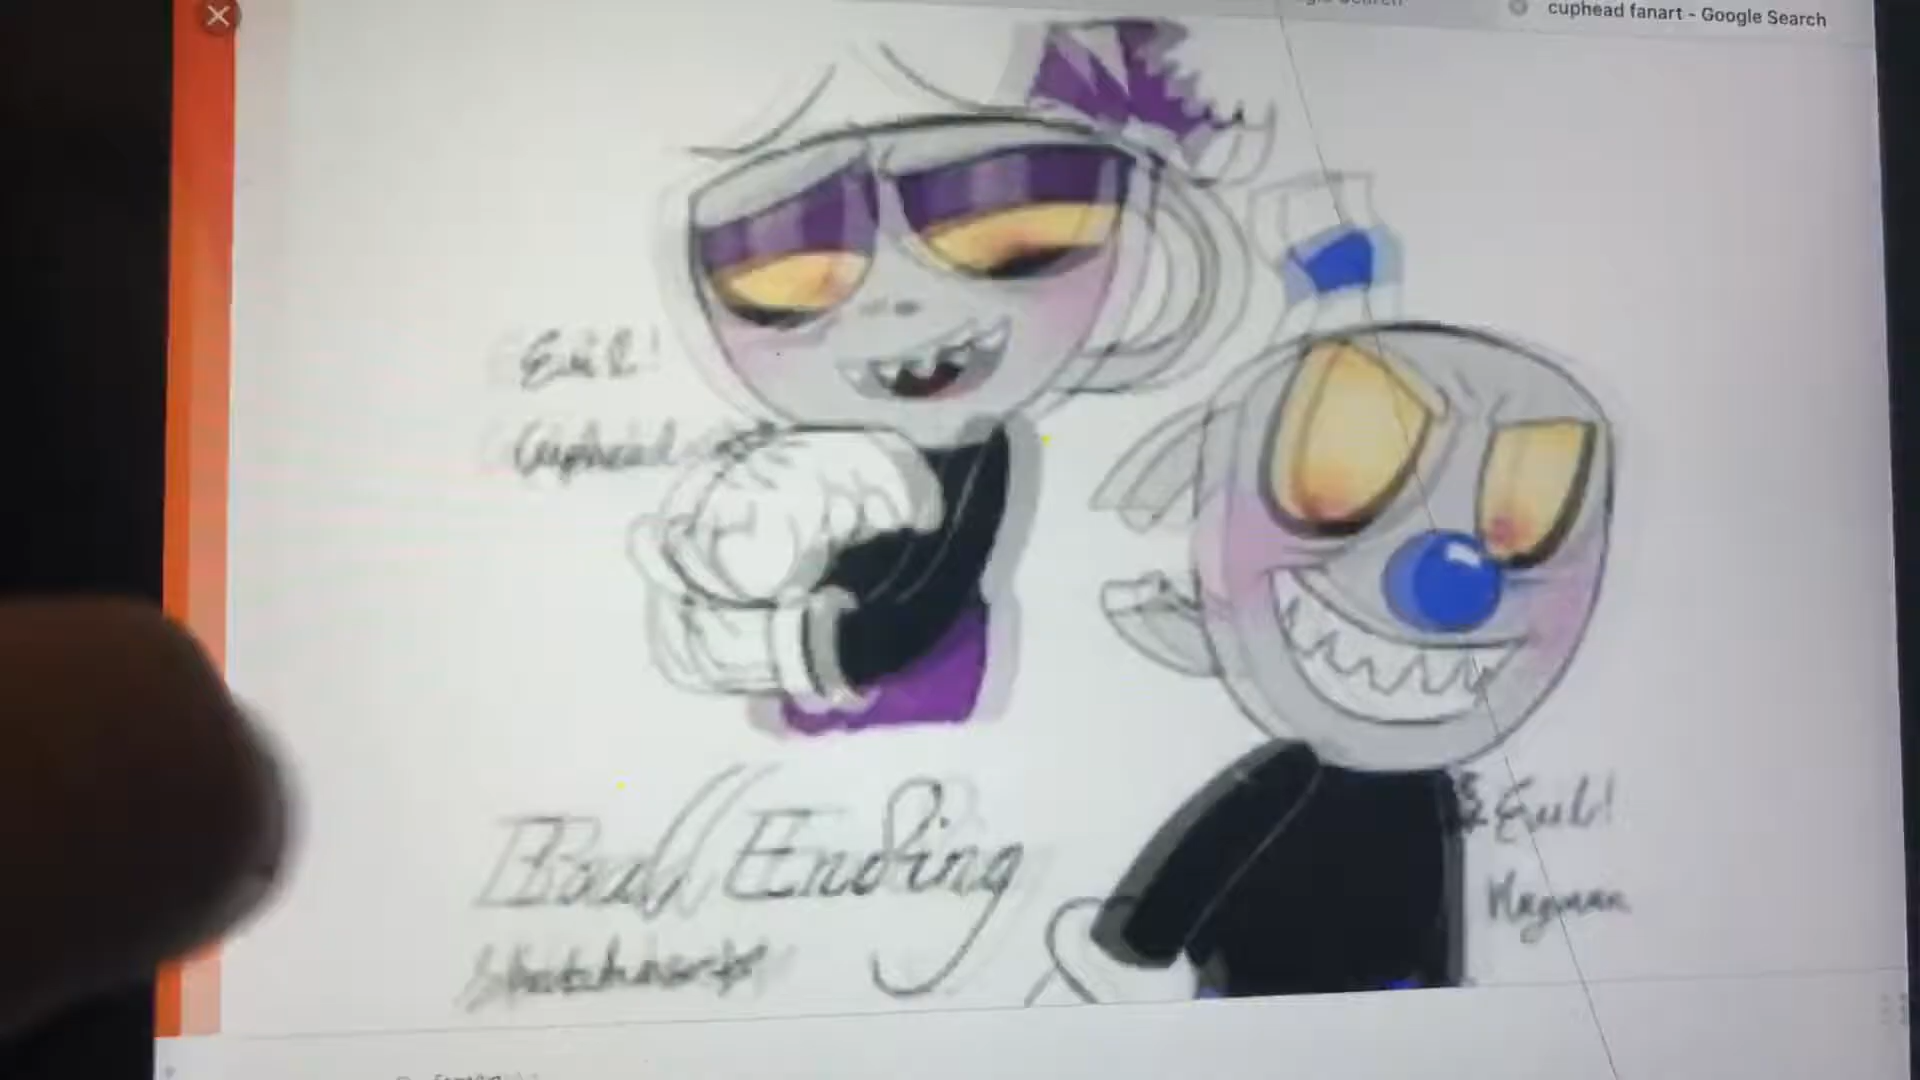 cuphead fanart - Google Search
Evil!
Cuphead
Bad Ending
& Evil!
Mugman